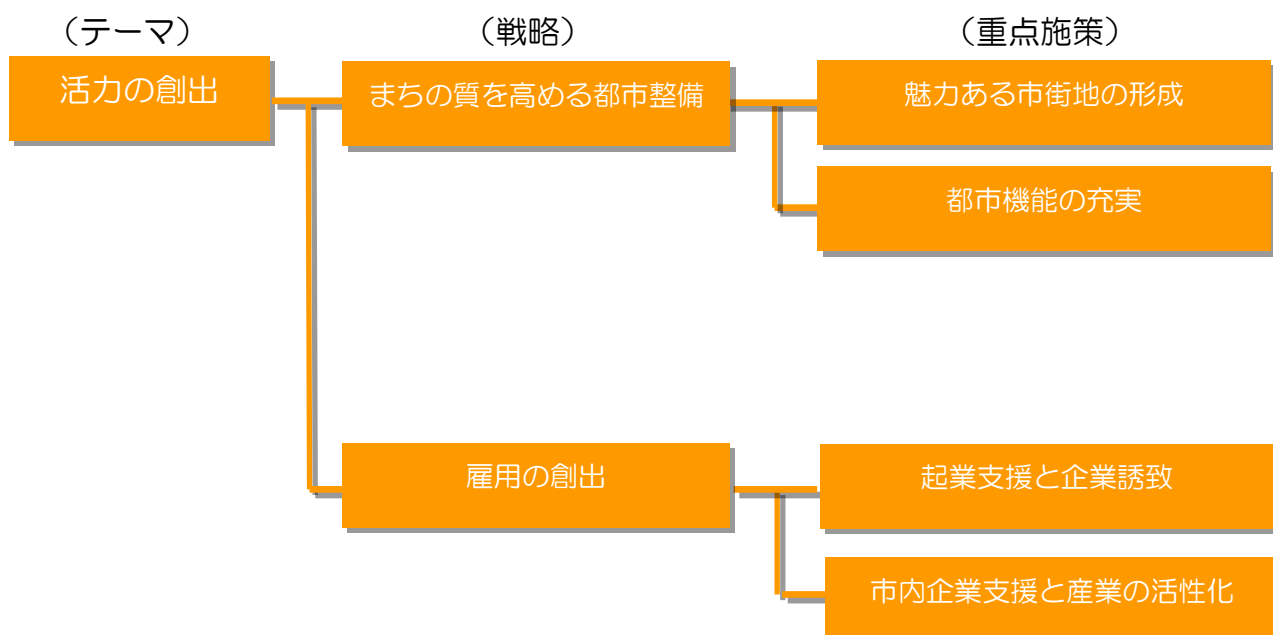 （テーマ）
（戦略）
（重点施策）
活力の創出
まちの質を高める都市整備
魅力ある市街地の形成
都市機能の充実
雇用の創出
起業支援と企業誘致
市内企業支援と産業の活性化